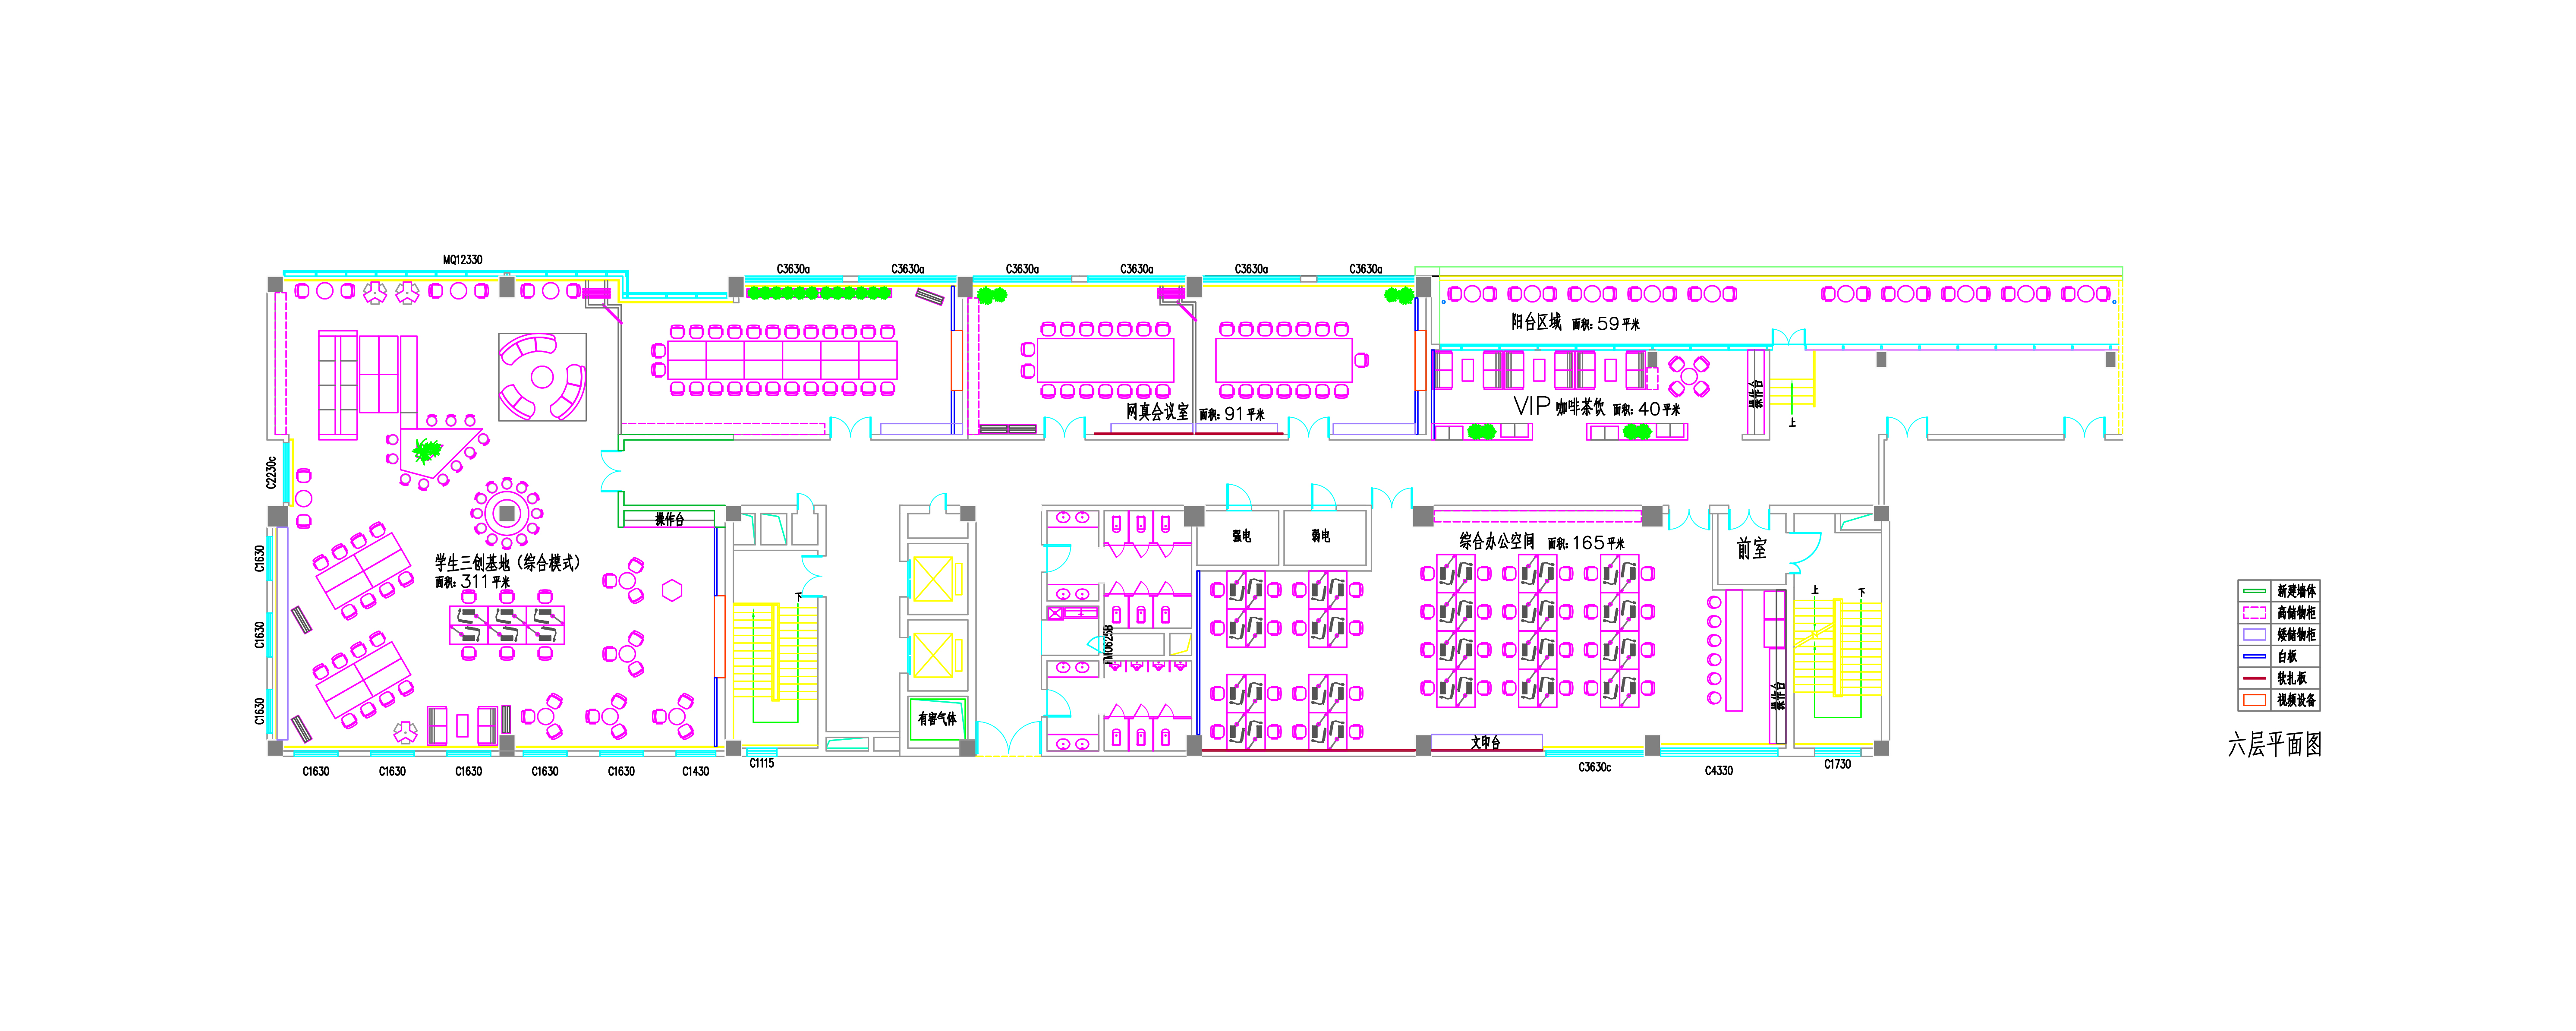 MQ12330
C3630a
C3630a
C3630a
C3630a
C3630a
C3630a
阳台区域 面积: 59 平米
网真会议室 面积: 91 平米
VIP 咖啡茶饮 面积: 40 平米
操作台
上
C2230c
操作台
强电
弱电
综合办公空间 面积: 165 平米
前室
学生三创基地 (综合模式)
面积: 311 平米
C1630
C1630
C1630
下
FM0625B
上
下
操作台
有害气体
文印台
C1630
C1630
C1630
C1630
C1630
C1430
C1115
C3630c
C4330
C1730
新建墙体
高储物柜
矮储物柜
白板
软扎板
视频设备
六层平面图